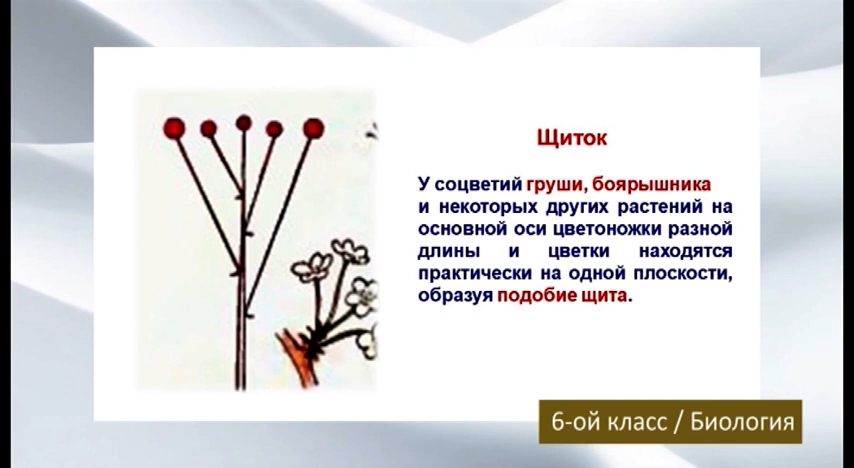 Щиток
У соцветий груши, боярышника
и некоторых других растений на
основной оси цветоножки разной
длины и цветки находятся
практически на одной плоскости,
образуя подобие щита.
6-ой класс / Биология